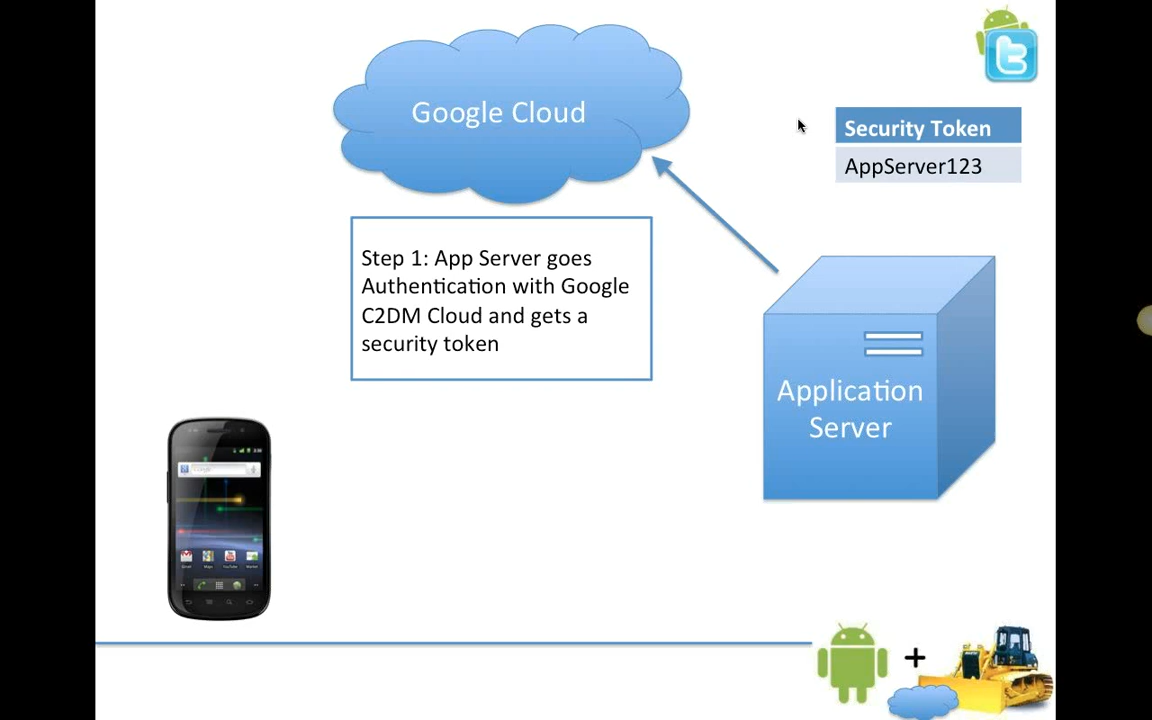 Google Cloud
Security Token
AppServer123
Step 1: App Server goes
Authentication with Google
C2DM Cloud and gets a
security token
Application
Server
+